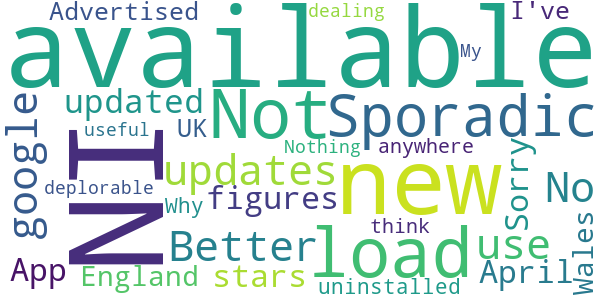 Advertised
dealing
I've
available
My
google
updated
useful
UK
Not
Sporadic
NI
Nothing
anywhere
deplorable
updates
new
Sorry
No
Why
figures
think
Wales
Better
load
use
App
England
stars
uninstalled
April